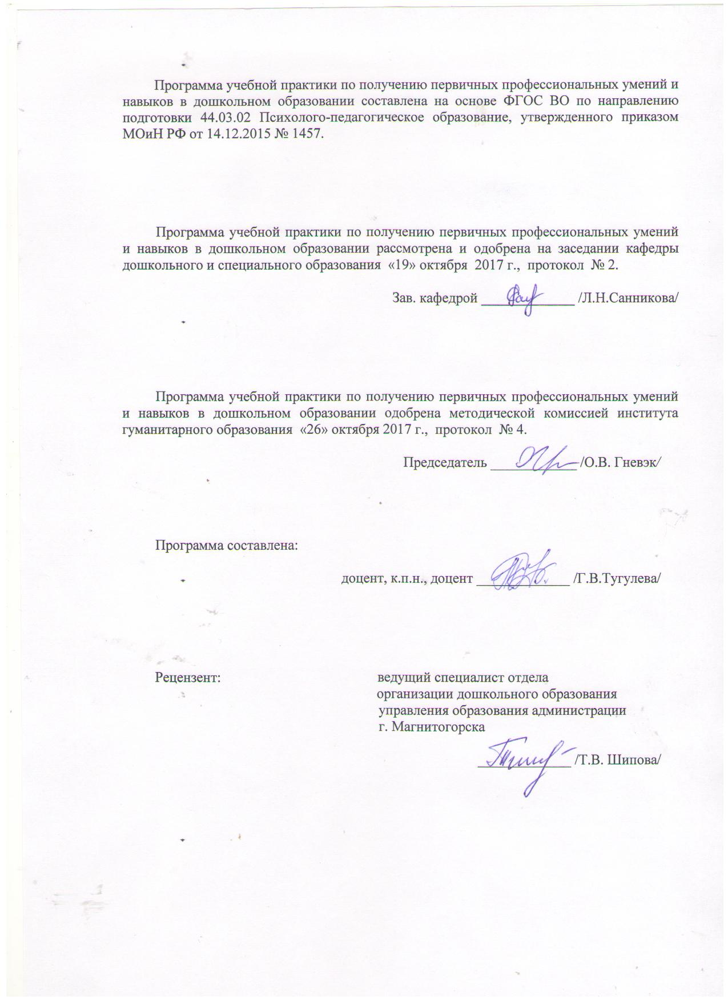 Программа учебной практики по получению первичных профессиональных умений и
навыков в дошкольном образовании составлена на основе ФГОС ВО по направлению
подготовки 44.03.02 Психолого-педагогическое образование, утвержденного приказом
МОиН РФ от 14.12.2015 № 1457.
Программа учебной практики по получению первичных профессиональных умений
и навыков в дошкольном образовании рассмотрена и одобрена на заседании кафедры
дошкольного и специального образования «19» октября 2017 г., протокол № 2.
Зав. кафедрой _____________ /Л.Н.Санникова/
Программа учебной практики по получению первичных профессиональных умений
и навыков в дошкольном образовании одобрена методической комиссией института
гуманитарного образования «26» октября 2017 г., протокол № 4.
Председатель ____________ /О.В. Гневэк/
Программа составлена:
доцент, к.п.н., доцент _____________ /Г.В.Тугулева/
Рецензент: ведущий специалист отдела
организации дошкольного образования
управления образования администрации
г. Магнитогорска
_____________ /Т.В. Шипова/